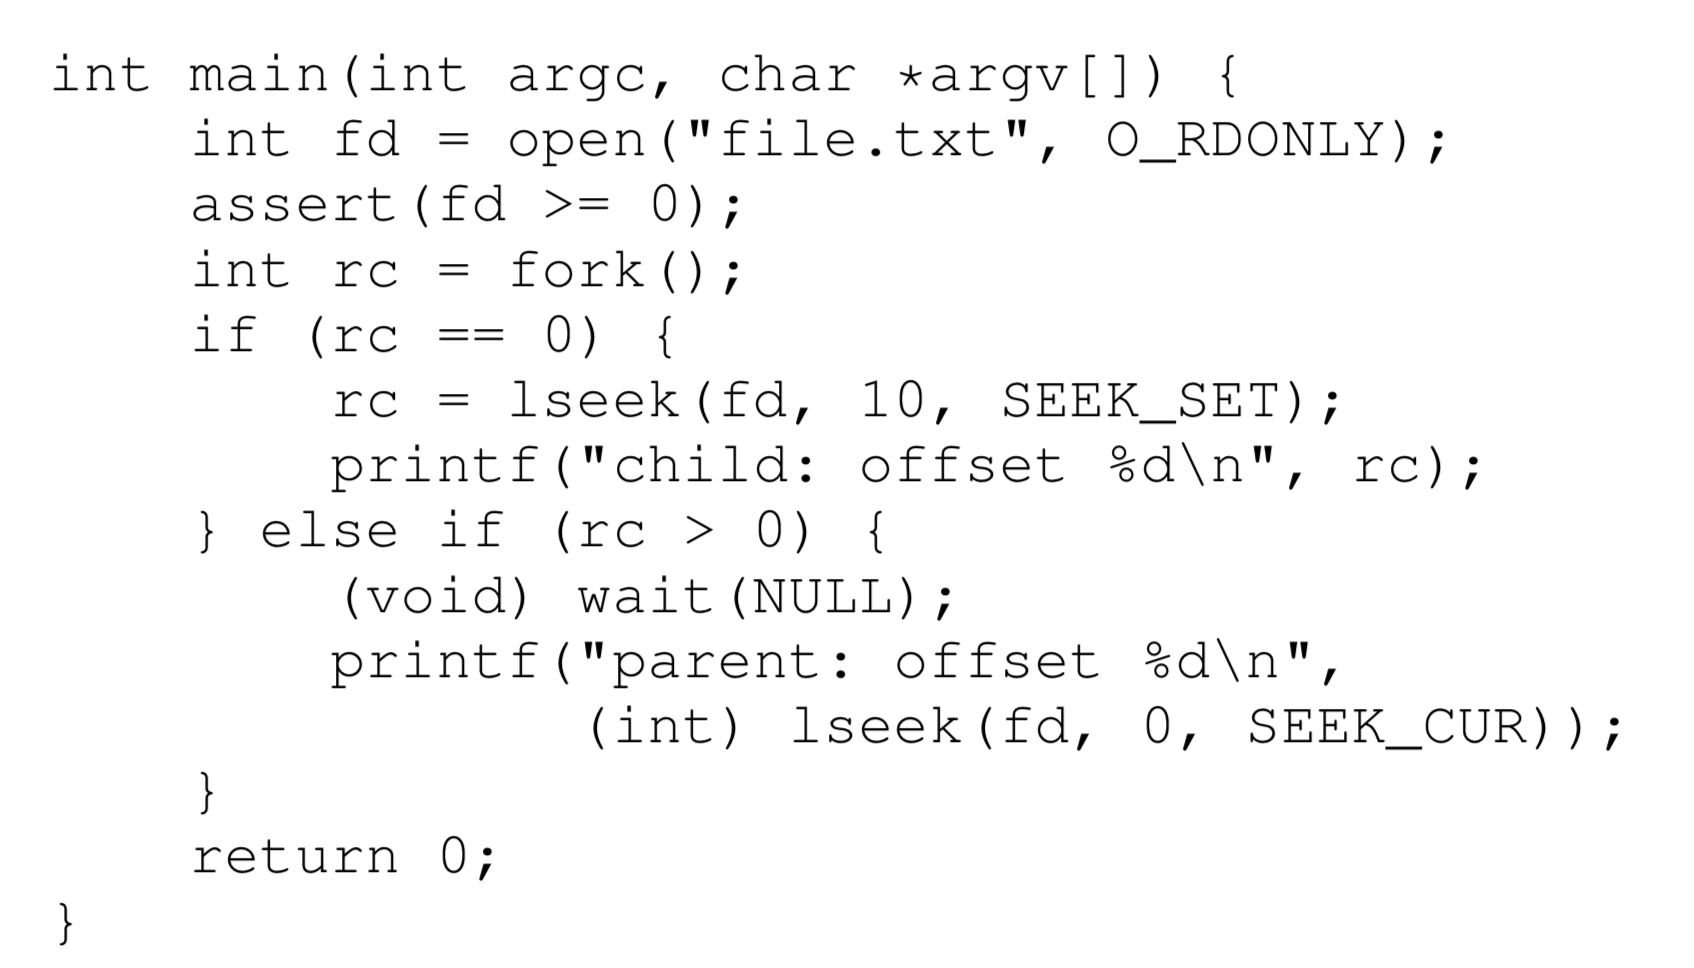 int main(int argc, char *argv[]) {
    int fd = open("file.txt", O_RDONLY);
    assert(fd >= 0);
    int rc = fork();
    if (rc == 0) {
        rc = lseek(fd, 10, SEEK_SET);
        printf("child: offset %d\n", rc);
    } else if (rc > 0) {
        (void) wait(NULL);
        printf("parent: offset %d\n",
               (int) lseek(fd, 0, SEEK_CUR));
    }
    return 0;
}